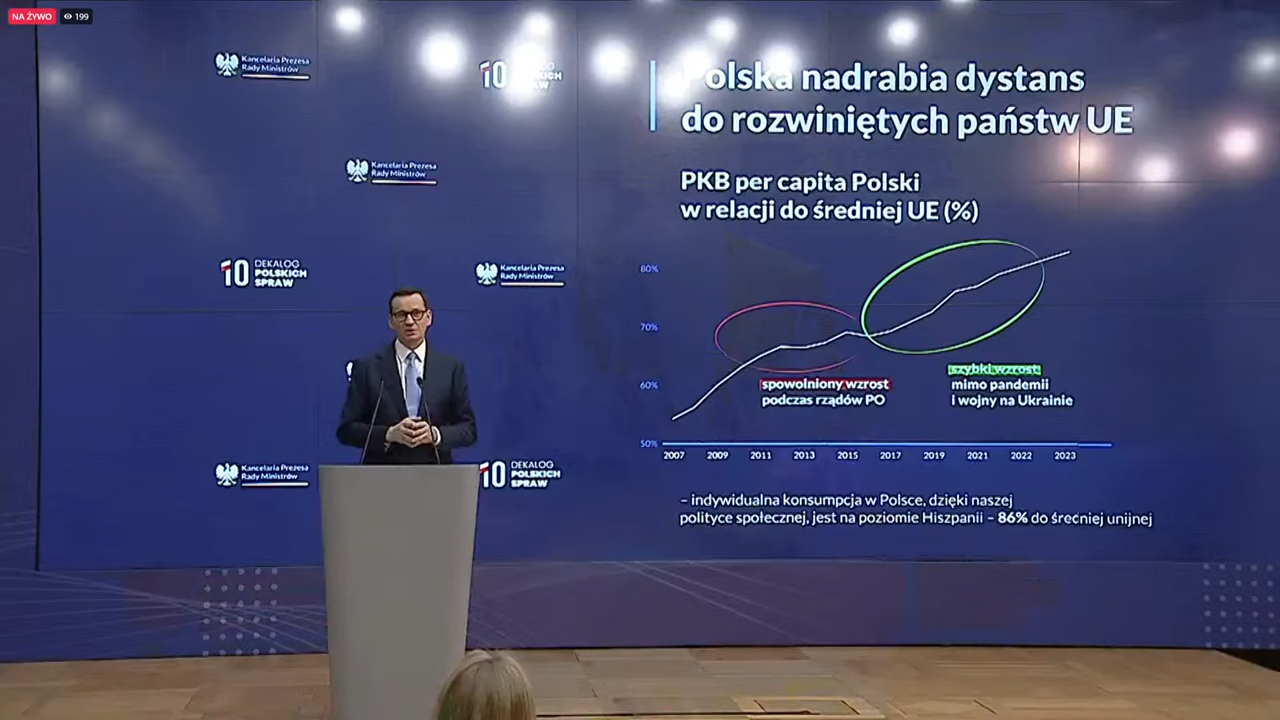 NA ŻYWO
199
Kancelaria Prezesa
Rady Ministrów
10
Polska nadrabia dystans
do rozwiniętych państw UE
Kancelaria Prezesa
Rady Ministrów
PKB per capita Polski
w relacji do średniej UE (%)
10 DEKALOG
POLSKICH
SPRAW
Kancelaria Prezesa
Rady Ministrów
80%
70%
60%
50%
spowolniony wzrost
podczas rządów PO
szybki wzrost
mimo pandemii
i wojny na Ukrainie
2007 2009 2011 2013 2015 2017 2019 2021 2022 2023
Kancelaria Prezesa
Rady Ministrów
10 DEKALOG
POLSKICH
SPRAW
– indywidualna konsumpcja w Polsce, dzięki naszej
polityce społecznej, jest na poziomie Hiszpanii – 86% do średniej unijnej